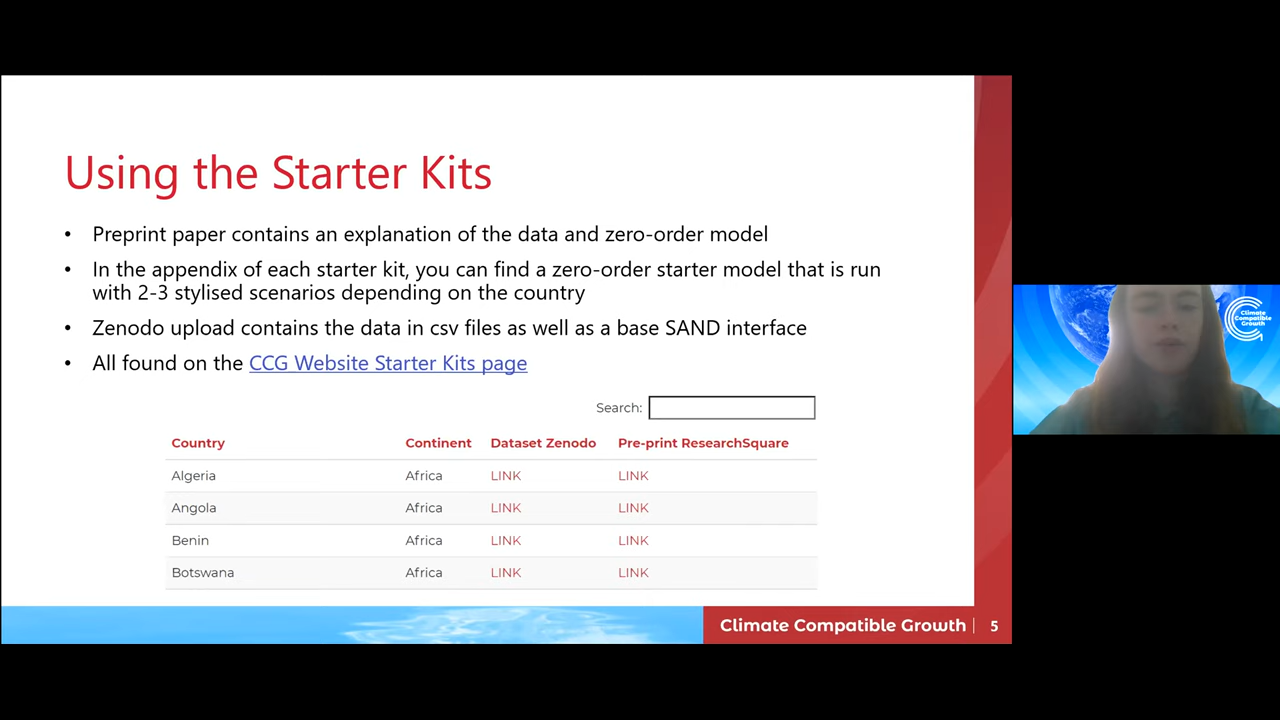 Using the Starter Kits
• Preprint paper contains an explanation of the data and zero-order model
• In the appendix of each starter kit, you can find a zero-order starter model that is run
with 2-3 stylised scenarios depending on the country
• Zenodo upload contains the data in csv files as well as a base SAND interface
• All found on the CCG Website Starter Kits page
Search:
Country Continent Dataset Zenodo Pre-print ResearchSquare
Algeria Africa LINK LINK
Angola Africa LINK LINK
Benin Africa LINK LINK
Botswana Africa LINK LINK
Climate Compatible Growth 5
Climate
Compatible
Growth